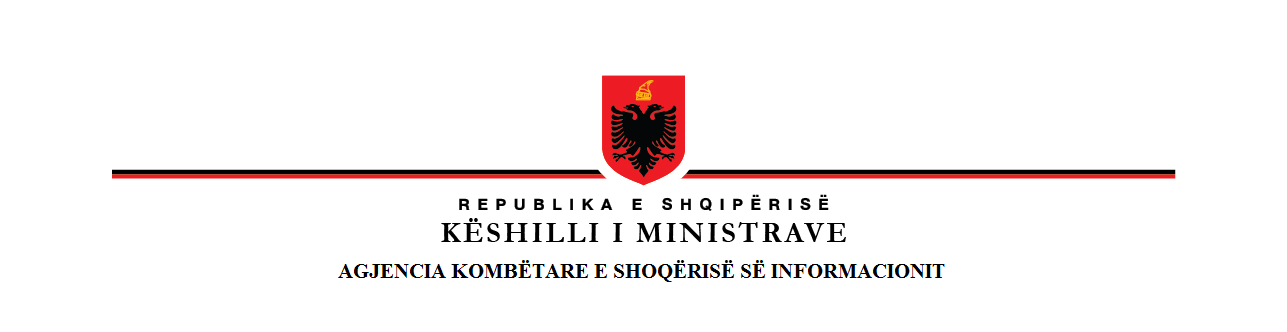 REPUBLIKA E SHQIPËRISË
KËSHILLI I MINISTRAVE
AGJENCIA KOMBËTARE E SHOQËRISË SË INFORMACIONIT